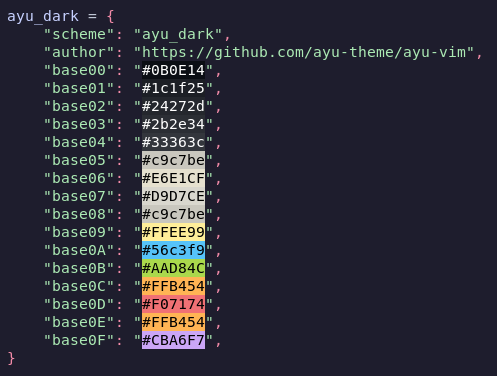 ayu_dark = {
    "scheme": "ayu_dark",
    "author": "https://github.com/ayu-theme/ayu-vim",
    "base00": "#0B0E14",
    "base01": "#1c1f25",
    "base02": "#24272d",
    "base03": "#2b2e34",
    "base04": "#33363c",
    "base05": "#c9c7be",
    "base06": "#E6E1CF",
    "base07": "#D9D7CE",
    "base08": "#c9c7be",
    "base09": "#FFEE99",
    "base0A": "#56c3f9",
    "base0B": "#AAD84C",
    "base0C": "#FFB454",
    "base0D": "#F07174",
    "base0E": "#FFB454",
    "base0F": "#CBA6F7",
}